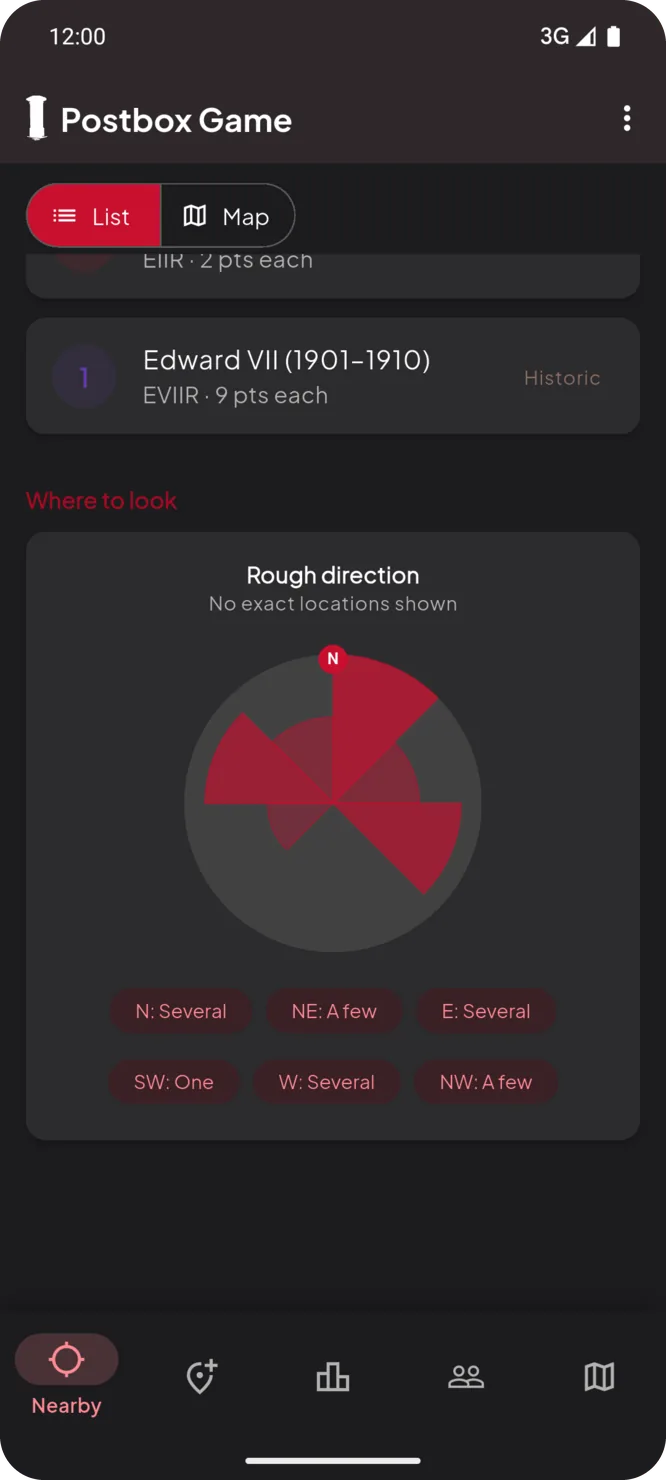 12:00
3G
Postbox Game
List
Map
EIIR · 2 pts each
1
Edward VII (1901–1910)
EVIIR · 9 pts each
Historic
Where to look
Rough direction
No exact locations shown
N
N: Several
NE: A few
E: Several
SW: One
W: Several
NW: A few
Nearby